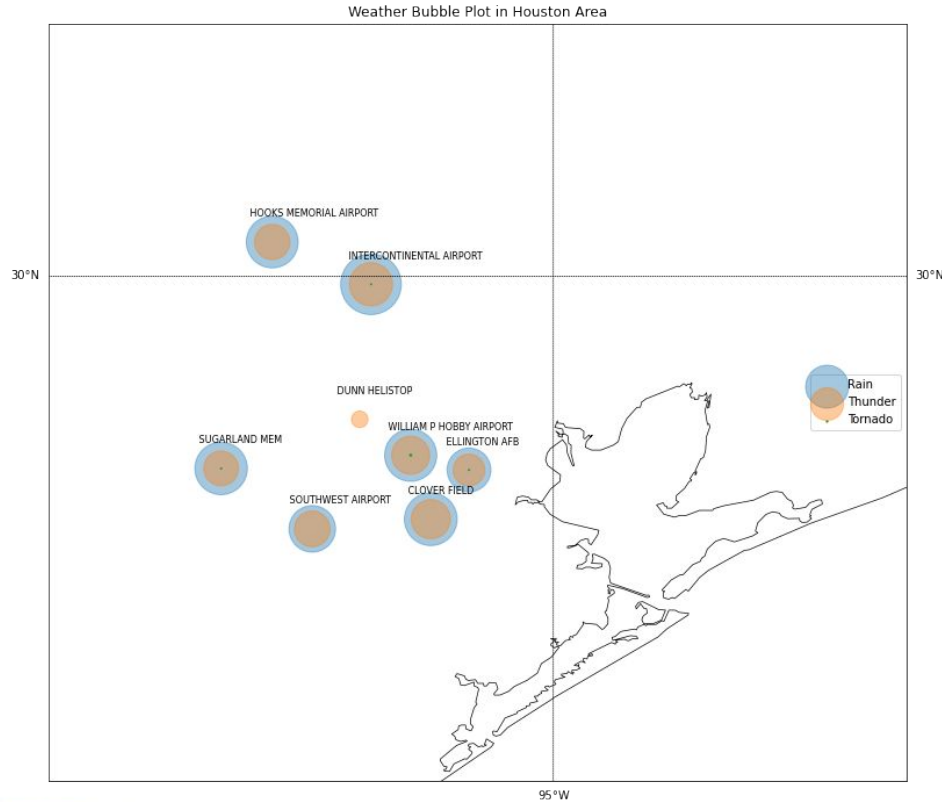 Weather Bubble Plot in Houston Area
HOOKS MEMORIAL AIRPORT
INTERCONTINENTAL AIRPORT
30°N
30°N
DUNN HELISTOP
Rain
Thunder
Tornado
WILLIAM P HOBBY AIRPORT
SUGARLAND MEM
ELLINGTON AFB
CLOVER FIELD
SOUTHWEST AIRPORT
95°W